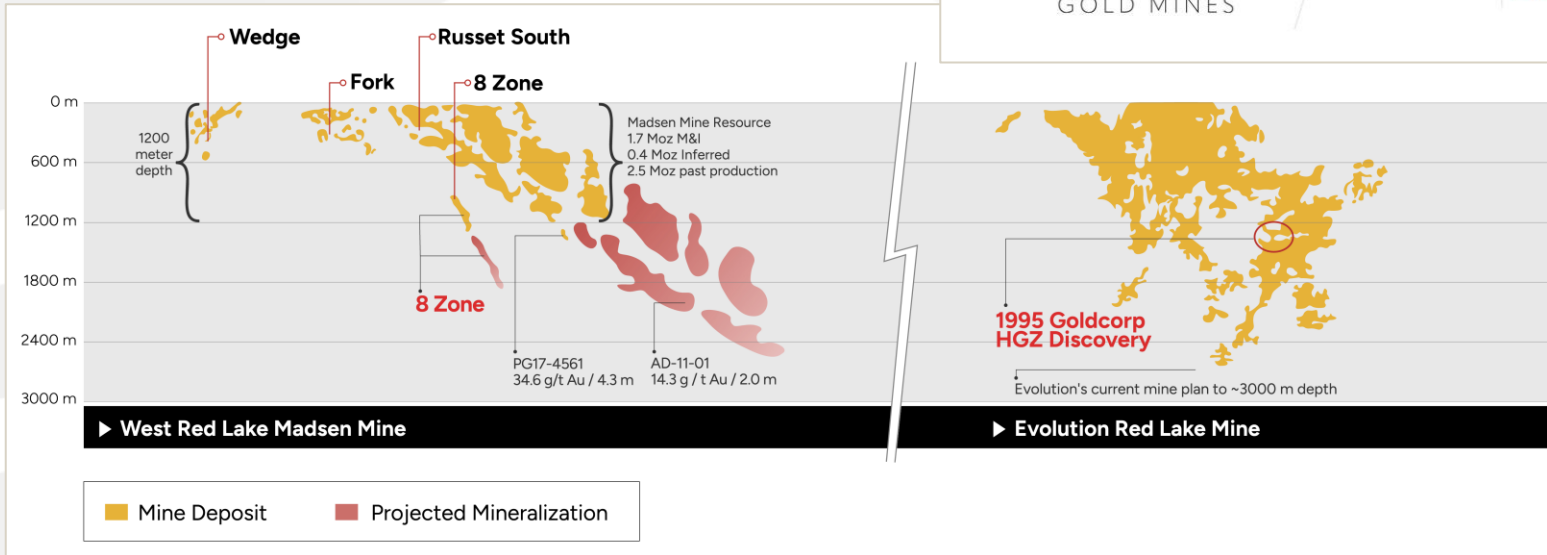 GOLD MINES
Wedge
Russet South
Fork
8 Zone
0 m
600 m
1200 m
1800 m
2400 m
3000 m
1200
meter
depth
Madsen Mine Resource
1.7 Moz M&I
0.4 Moz Inferred
2.5 Moz past production
8 Zone
PG17-4561
34.6 g/t Au / 4.3 m
AD-11-01
14.3 g / t Au / 2.0 m
1995 Goldcorp
HGZ Discovery
Evolution's current mine plan to ~3000 m depth
West Red Lake Madsen Mine
Evolution Red Lake Mine
Mine Deposit
Projected Mineralization